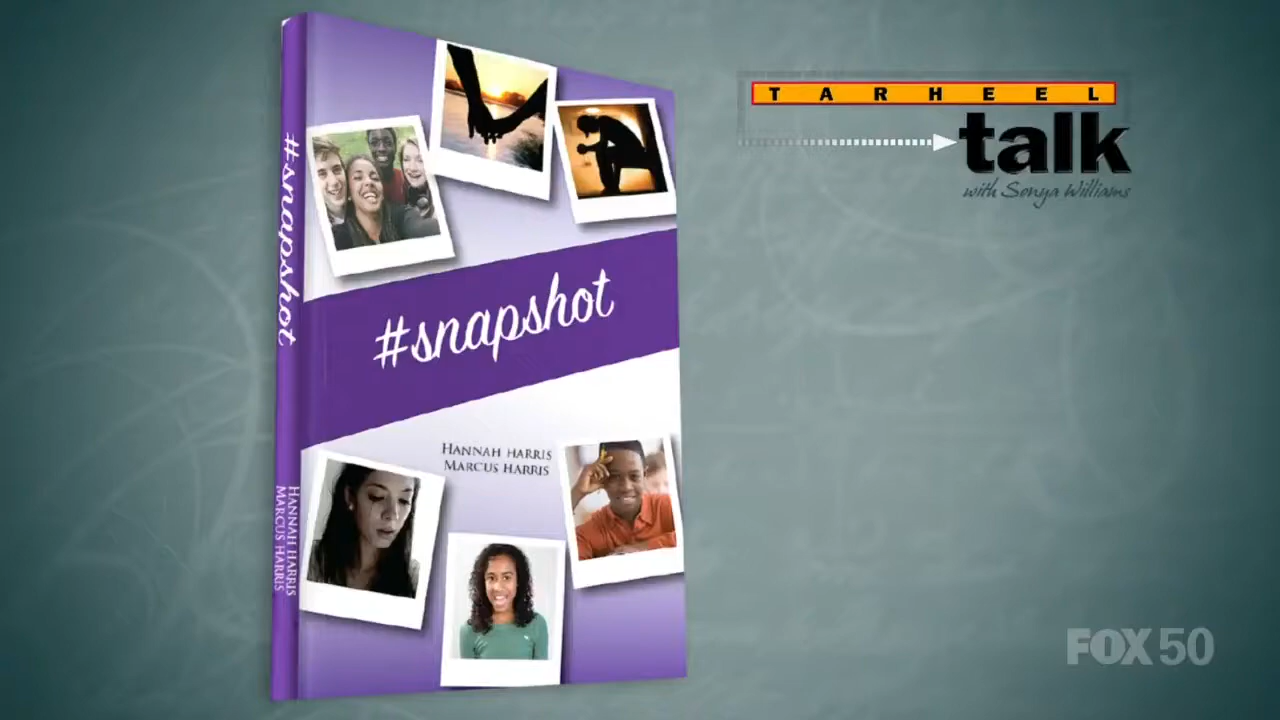 #snapshot
#snapshot
HANNAH HARRIS
MARCUS HARRIS
HANNAH HARRIS
MARCUS HARRIS
TARHEEL
talk
with Sonya Williams
FOX 50